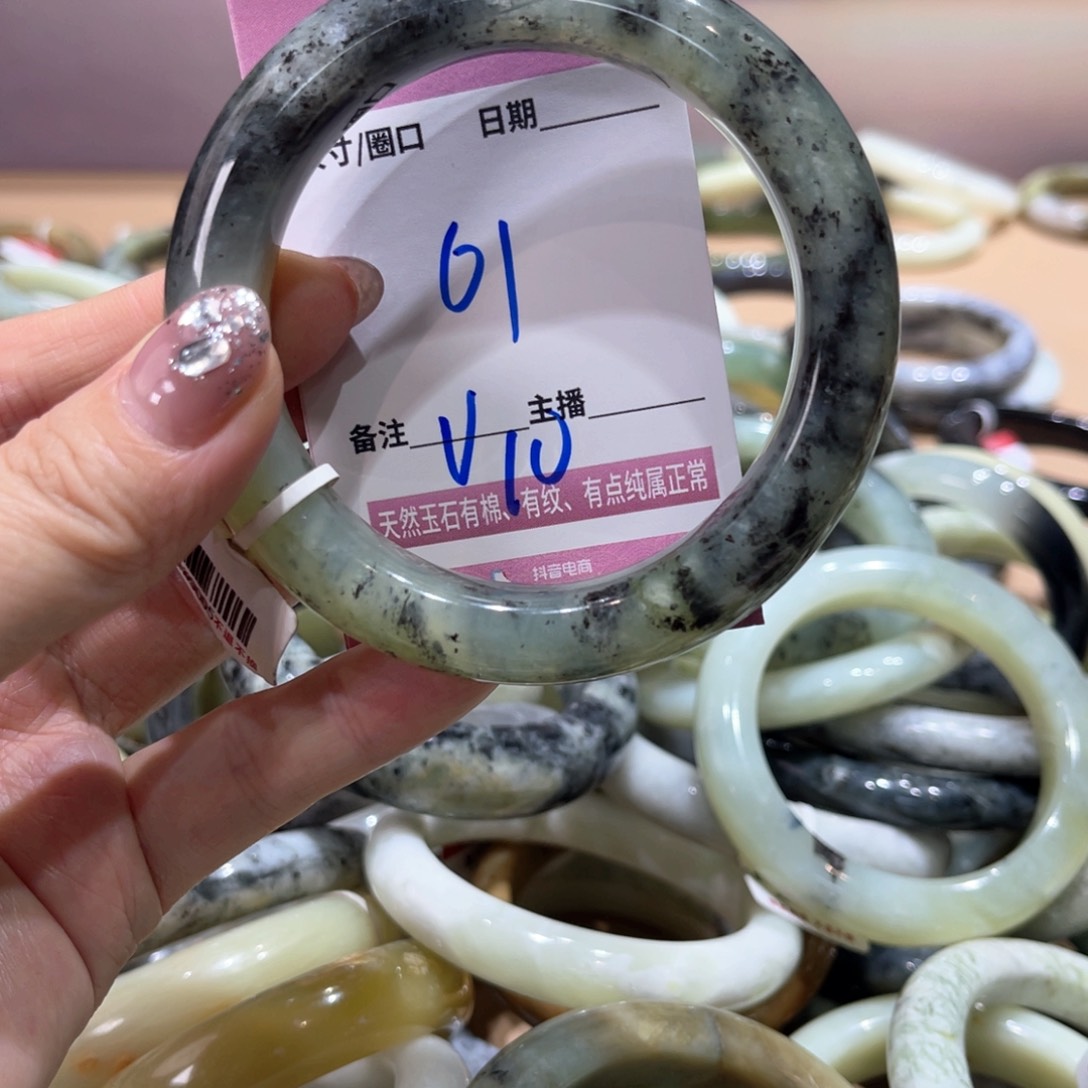 寸/圈口 日期
61
备注 主播
V10
天然玉石有棉、有纹、有点纯属正常
抖音电商